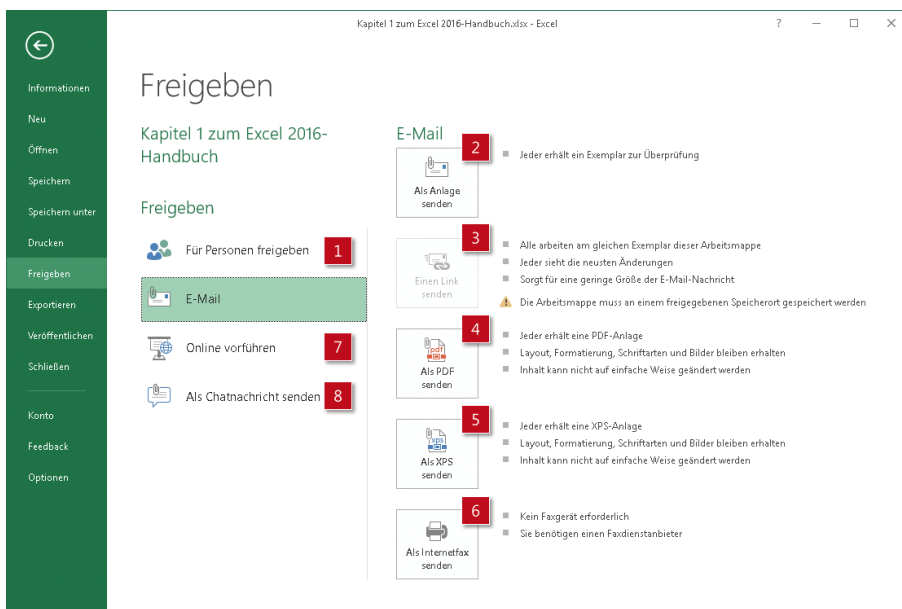 Kapitel 1 zum Excel 2016-Handbuch.xlsx - Excel
?
Informationen
Neu
Öffnen
Speichern
Speichern unter
Drucken
Freigeben
Exportieren
Veröffentlichen
Schließen
Konto
Feedback
Optionen
Freigeben
Kapitel 1 zum Excel 2016-
Handbuch
Freigeben
Für Personen freigeben 1
E-Mail
Online vorführen 7
Als Chatnachricht senden 8
E-Mail
2
Als Anlage
senden
Jeder erhält ein Exemplar zur Überprüfung
3
Einen Link
senden
Alle arbeiten am gleichen Exemplar dieser Arbeitsmappe
Jeder sieht die neusten Änderungen
Sorgt für eine geringe Größe der E-Mail-Nachricht
Die Arbeitsmappe muss an einem freigegebenen Speicherort gespeichert werden
4
pdf
Als PDF
senden
Jeder erhält eine PDF-Anlage
Layout, Formatierung, Schriftarten und Bilder bleiben erhalten
Inhalt kann nicht auf einfache Weise geändert werden
5
xps
Als XPS
senden
Jeder erhält eine XPS-Anlage
Layout, Formatierung, Schriftarten und Bilder bleiben erhalten
Inhalt kann nicht auf einfache Weise geändert werden
6
Als Internetfax
senden
Kein Faxgerät erforderlich
Sie benötigen einen Faxdienstanbieter